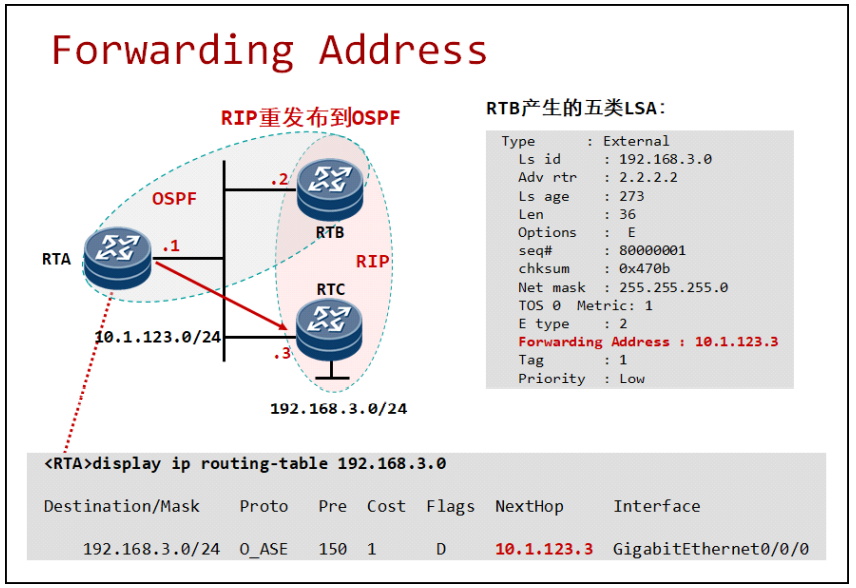 Forwarding Address
RIP重发布到OSPF
OSPF
.2
RTB
.1
RTA
RIP
RTC
10.1.123.0/24
.3
192.168.3.0/24
RTB产生的五类LSA：
Type : External
Ls id : 192.168.3.0
Adv rtr : 2.2.2.2
Ls age : 273
Len : 36
Options : E
seq# : 80000001
chksum : 0x470b
Net mask : 255.255.255.0
TOS 0 Metric: 1
E type : 2
Forwarding Address : 10.1.123.3
Tag : 1
Priority : Low
<RTA>display ip routing-table 192.168.3.0
Destination/Mask Proto Pre Cost Flags NextHop Interface
192.168.3.0/24 O_ASE 150 1 D 10.1.123.3 GigabitEthernet0/0/0